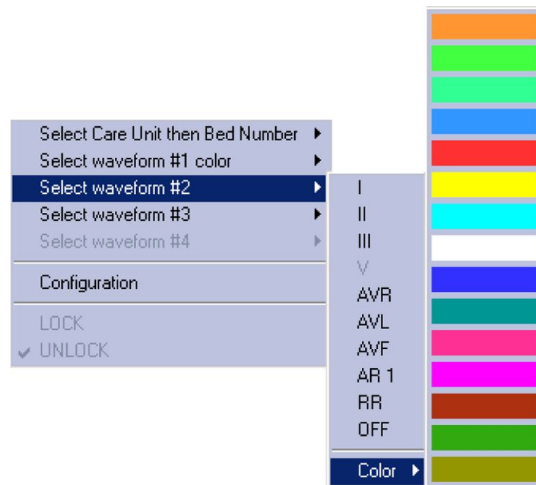 Select Care Unit then Bed Number
Select waveform #1 color
Select waveform #2
Select waveform #3
Select waveform #4
Configuration
LOCK
UNLOCK
I
II
III
V
AVR
AVL
AVF
AR 1
RR
OFF
Color